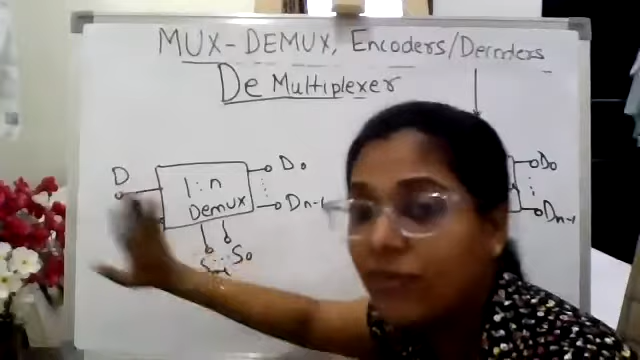 MUX-DEMUX, Encoders/Decoders
De Multiplexer
D
1:n
Demux
D0
Dn-1
S0
D0
Dn-1